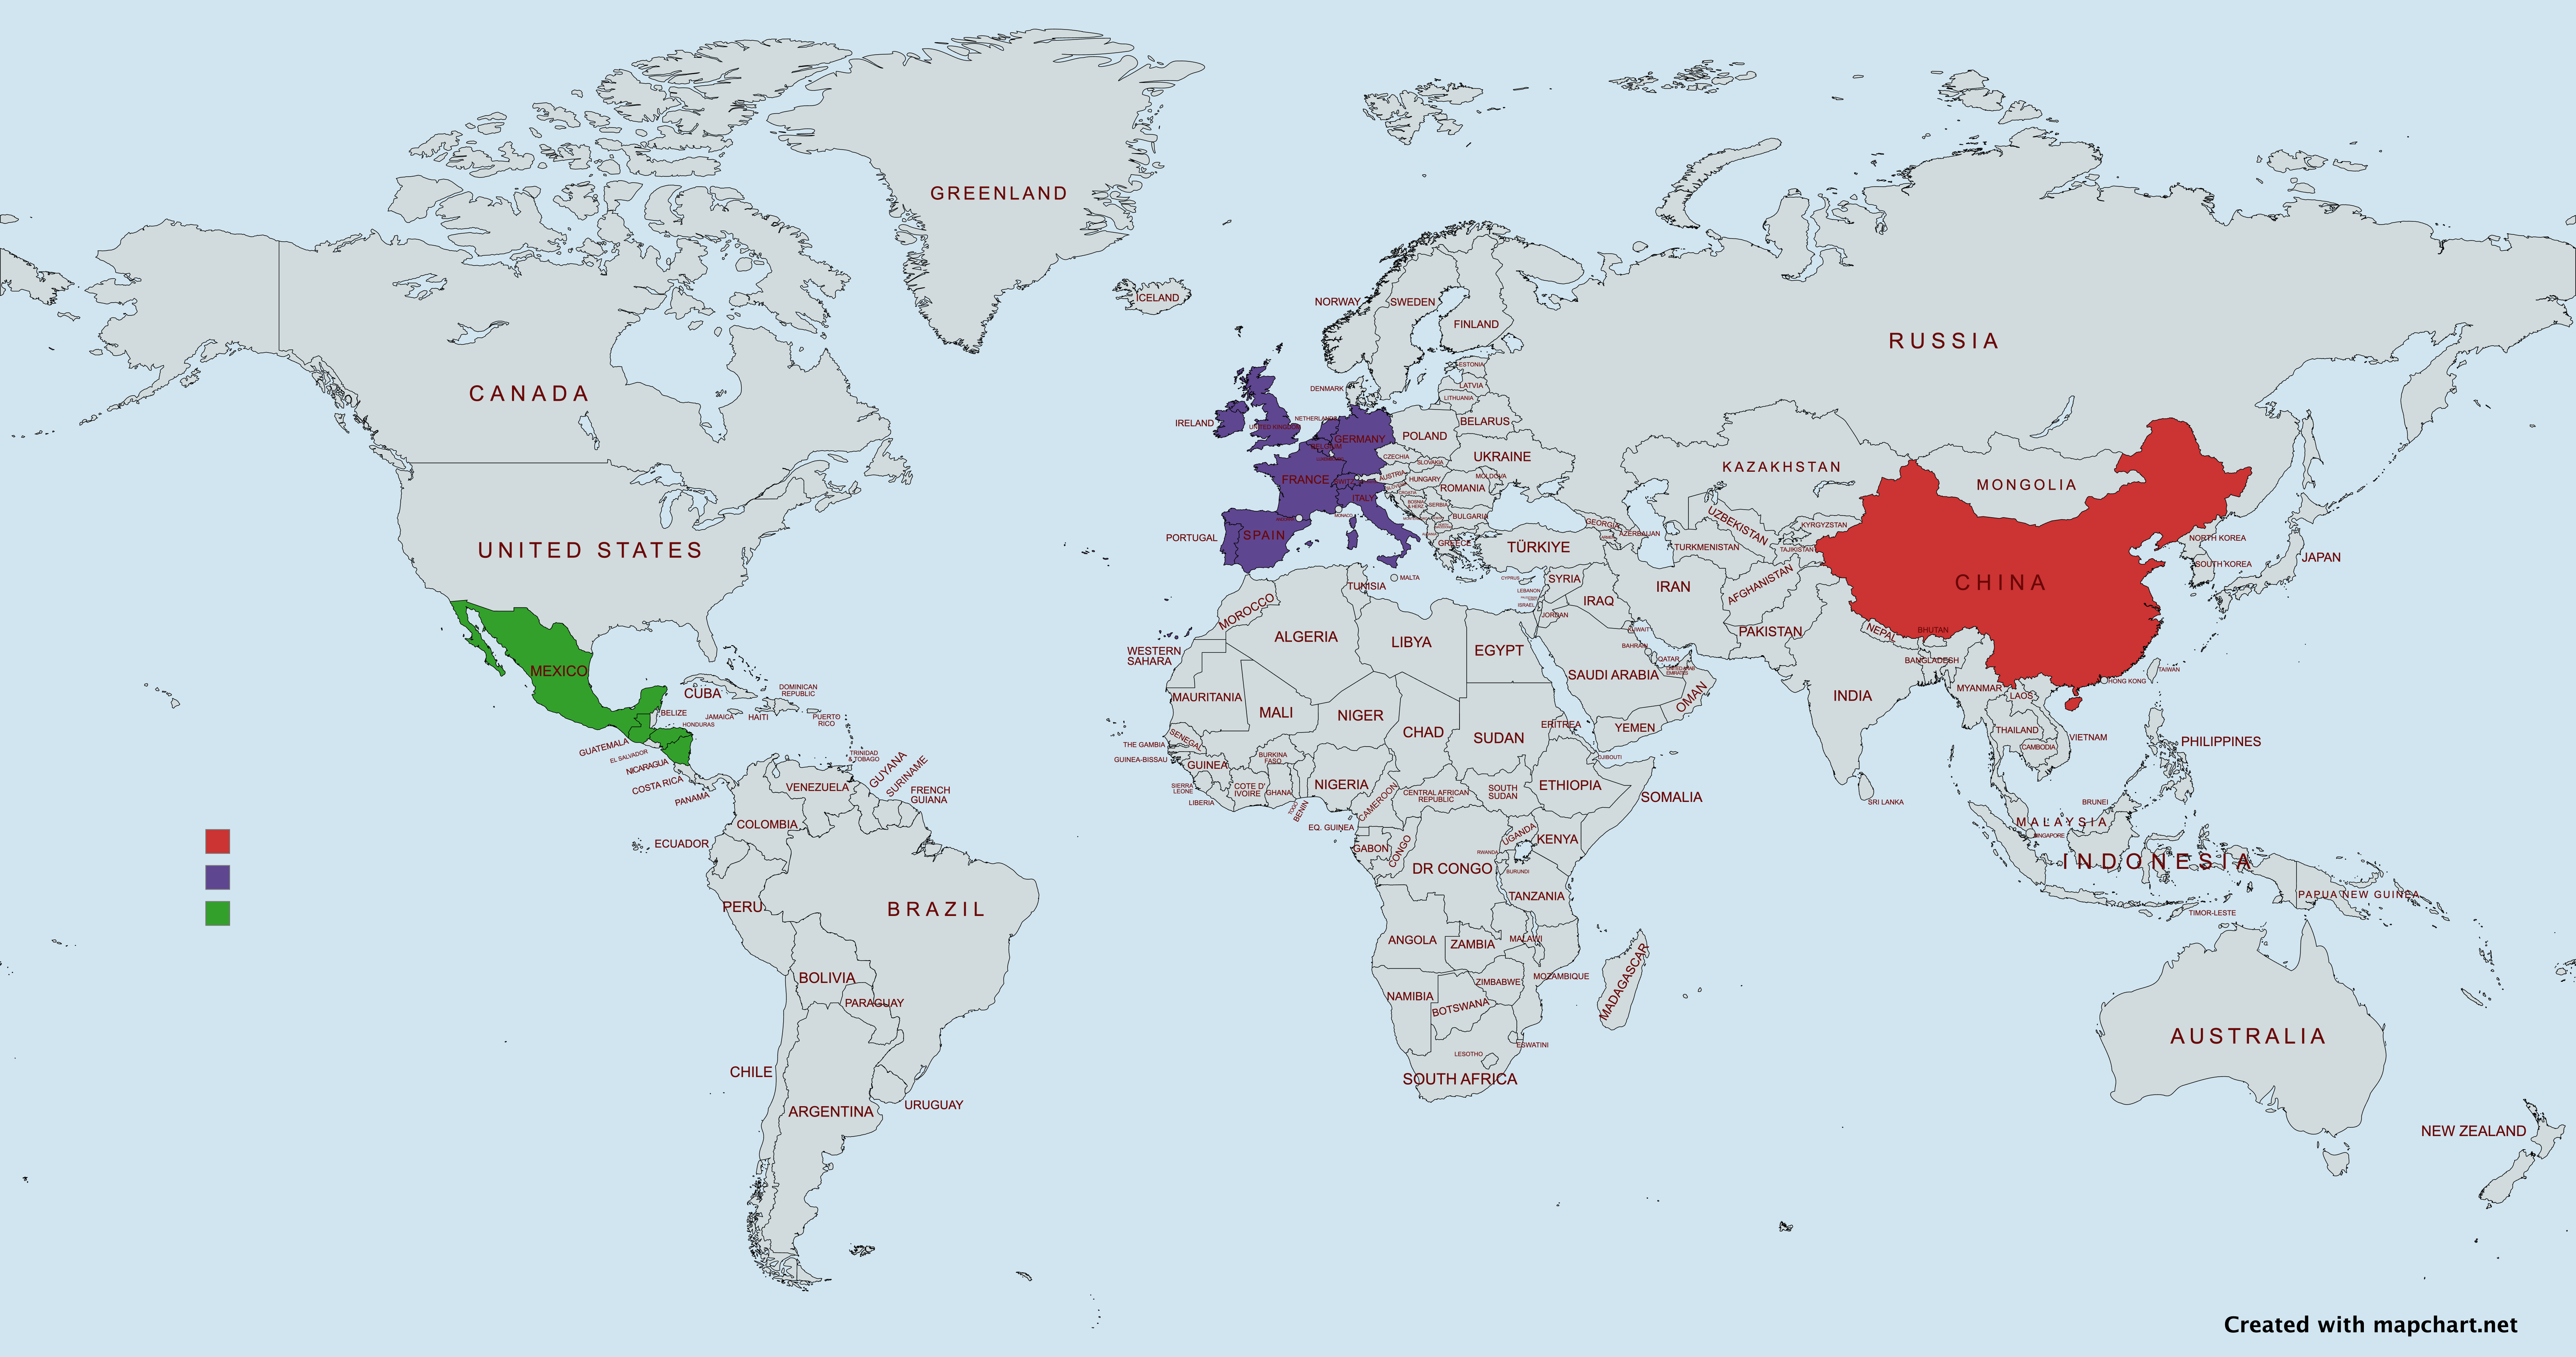 GREENLAND
ICELAND
NORWAY
SWEDEN
FINLAND
RUSSIA
CANADA
ESTONIA
LATVIA
LITHUANIA
DENMARK
IRELAND
UNITED KINGDOM
NETHERLANDS
BELGIUM
GERMANY
POLAND
BELARUS
UKRAINE
CZECHIA
SLOVAKIA
AUSTRIA
HUNGARY
MOLDOVA
ROMANIA
FRANCE
ITALY
BOSNIA
& HERZ.
SERBIA
BULGARIA
MONACO
PORTUGAL
SPAIN
GREECE
TÜRKIYE
GEORGIA
AZERBAIJAN
KAZAKHSTAN
MONGOLIA
UZBEKISTAN
KYRGYZSTAN
TURKMENISTAN
TAJIKISTAN
NORTH KOREA
SOUTH KOREA
JAPAN
UNITED STATES
CHINA
MALTA
TUNISIA
CYPRUS
SYRIA
LEBANON
ISRAEL
JORDAN
IRAQ
IRAN
AFGHANISTAN
MOROCCO
ALGERIA
LIBYA
EGYPT
KUWAIT
BAHRAIN
QATAR
UNITED ARAB
EMIRATES
SAUDI ARABIA
OMAN
YEMEN
PAKISTAN
NEPAL
BHUTAN
BANGLADESH
INDIA
MYANMAR
LAOS
HONG KONG
TAIWAN
THAILAND
CAMBODIA
VIETNAM
PHILIPPINES
WESTERN
SAHARA
MAURITANIA
MALI
NIGER
CHAD
SUDAN
ERITREA
DJIBOUTI
MEXICO
CUBA
DOMINICAN
REPUBLIC
BELIZE
JAMAICA
HAITI
PUERTO
RICO
HONDURAS
GUATEMALA
EL SALVADOR
NICARAGUA
COSTA RICA
PANAMA
TRINIDAD
& TOBAGO
VENEZUELA
GUYANA
SURINAME
FRENCH
GUIANA
COLOMBIA
ECUADOR
PERU
BRAZIL
BOLIVIA
PARAGUAY
CHILE
ARGENTINA
URUGUAY
SENEGAL
THE GAMBIA
GUINEA-BISSAU
GUINEA
SIERRA
LEONE
LIBERIA
COTE D'
IVOIRE
BURKINA
FASO
GHANA
TOGO
BENIN
NIGERIA
CAMEROON
CENTRAL AFRICAN
REPUBLIC
SOUTH
SUDAN
ETHIOPIA
SOMALIA
EQ. GUINEA
GABON
CONGO
DR CONGO
UGANDA
KENYA
RWANDA
BURUNDI
TANZANIA
ANGOLA
ZAMBIA
MALAWI
MOZAMBIQUE
ZIMBABWE
NAMIBIA
BOTSWANA
MADAGASCAR
ESWATINI
LESOTHO
SOUTH AFRICA
SRI LANKA
BRUNEI
MALAYSIA
SINGAPORE
INDONESIA
PAPUA NEW GUINEA
TIMOR-LESTE
AUSTRALIA
NEW ZEALAND
Created with mapchart.net